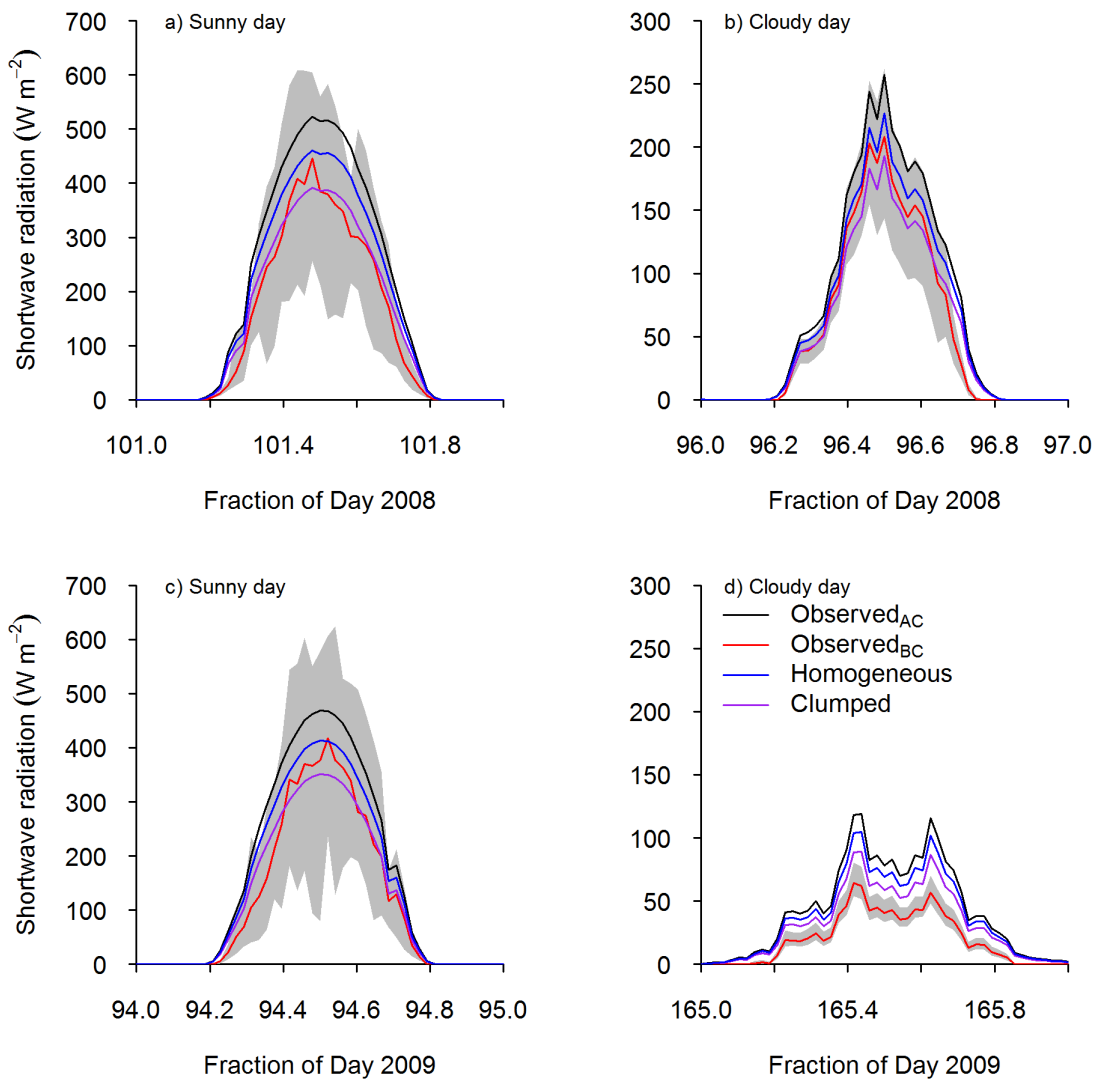 a) Sunny day
Shortwave radiation (W m⁻²)
700
600
500
400
300
200
100
0
101.0 101.4 101.8
Fraction of Day 2008
b) Cloudy day
300
250
200
150
100
50
0
96.0 96.2 96.4 96.6 96.8 97.0
Fraction of Day 2008
c) Sunny day
Shortwave radiation (W m⁻²)
700
600
500
400
300
200
100
0
94.0 94.2 94.4 94.6 94.8 95.0
Fraction of Day 2009
d) Cloudy day
Observed_AC
Observed_BC
Homogeneous
Clumped
300
250
200
150
100
50
0
165.0 165.4 165.8
Fraction of Day 2009